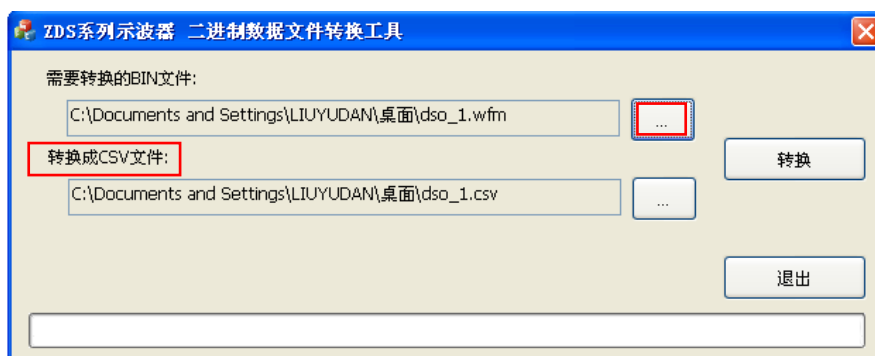 ZDS系列示波器 二进制数据文件转换工具
需要转换的BIN文件:
C:\Documents and Settings\LIUYUDAN\桌面\dso_1.wfm
...
转换成CSV文件:
转换
C:\Documents and Settings\LIUYUDAN\桌面\dso_1.csv
...
退出